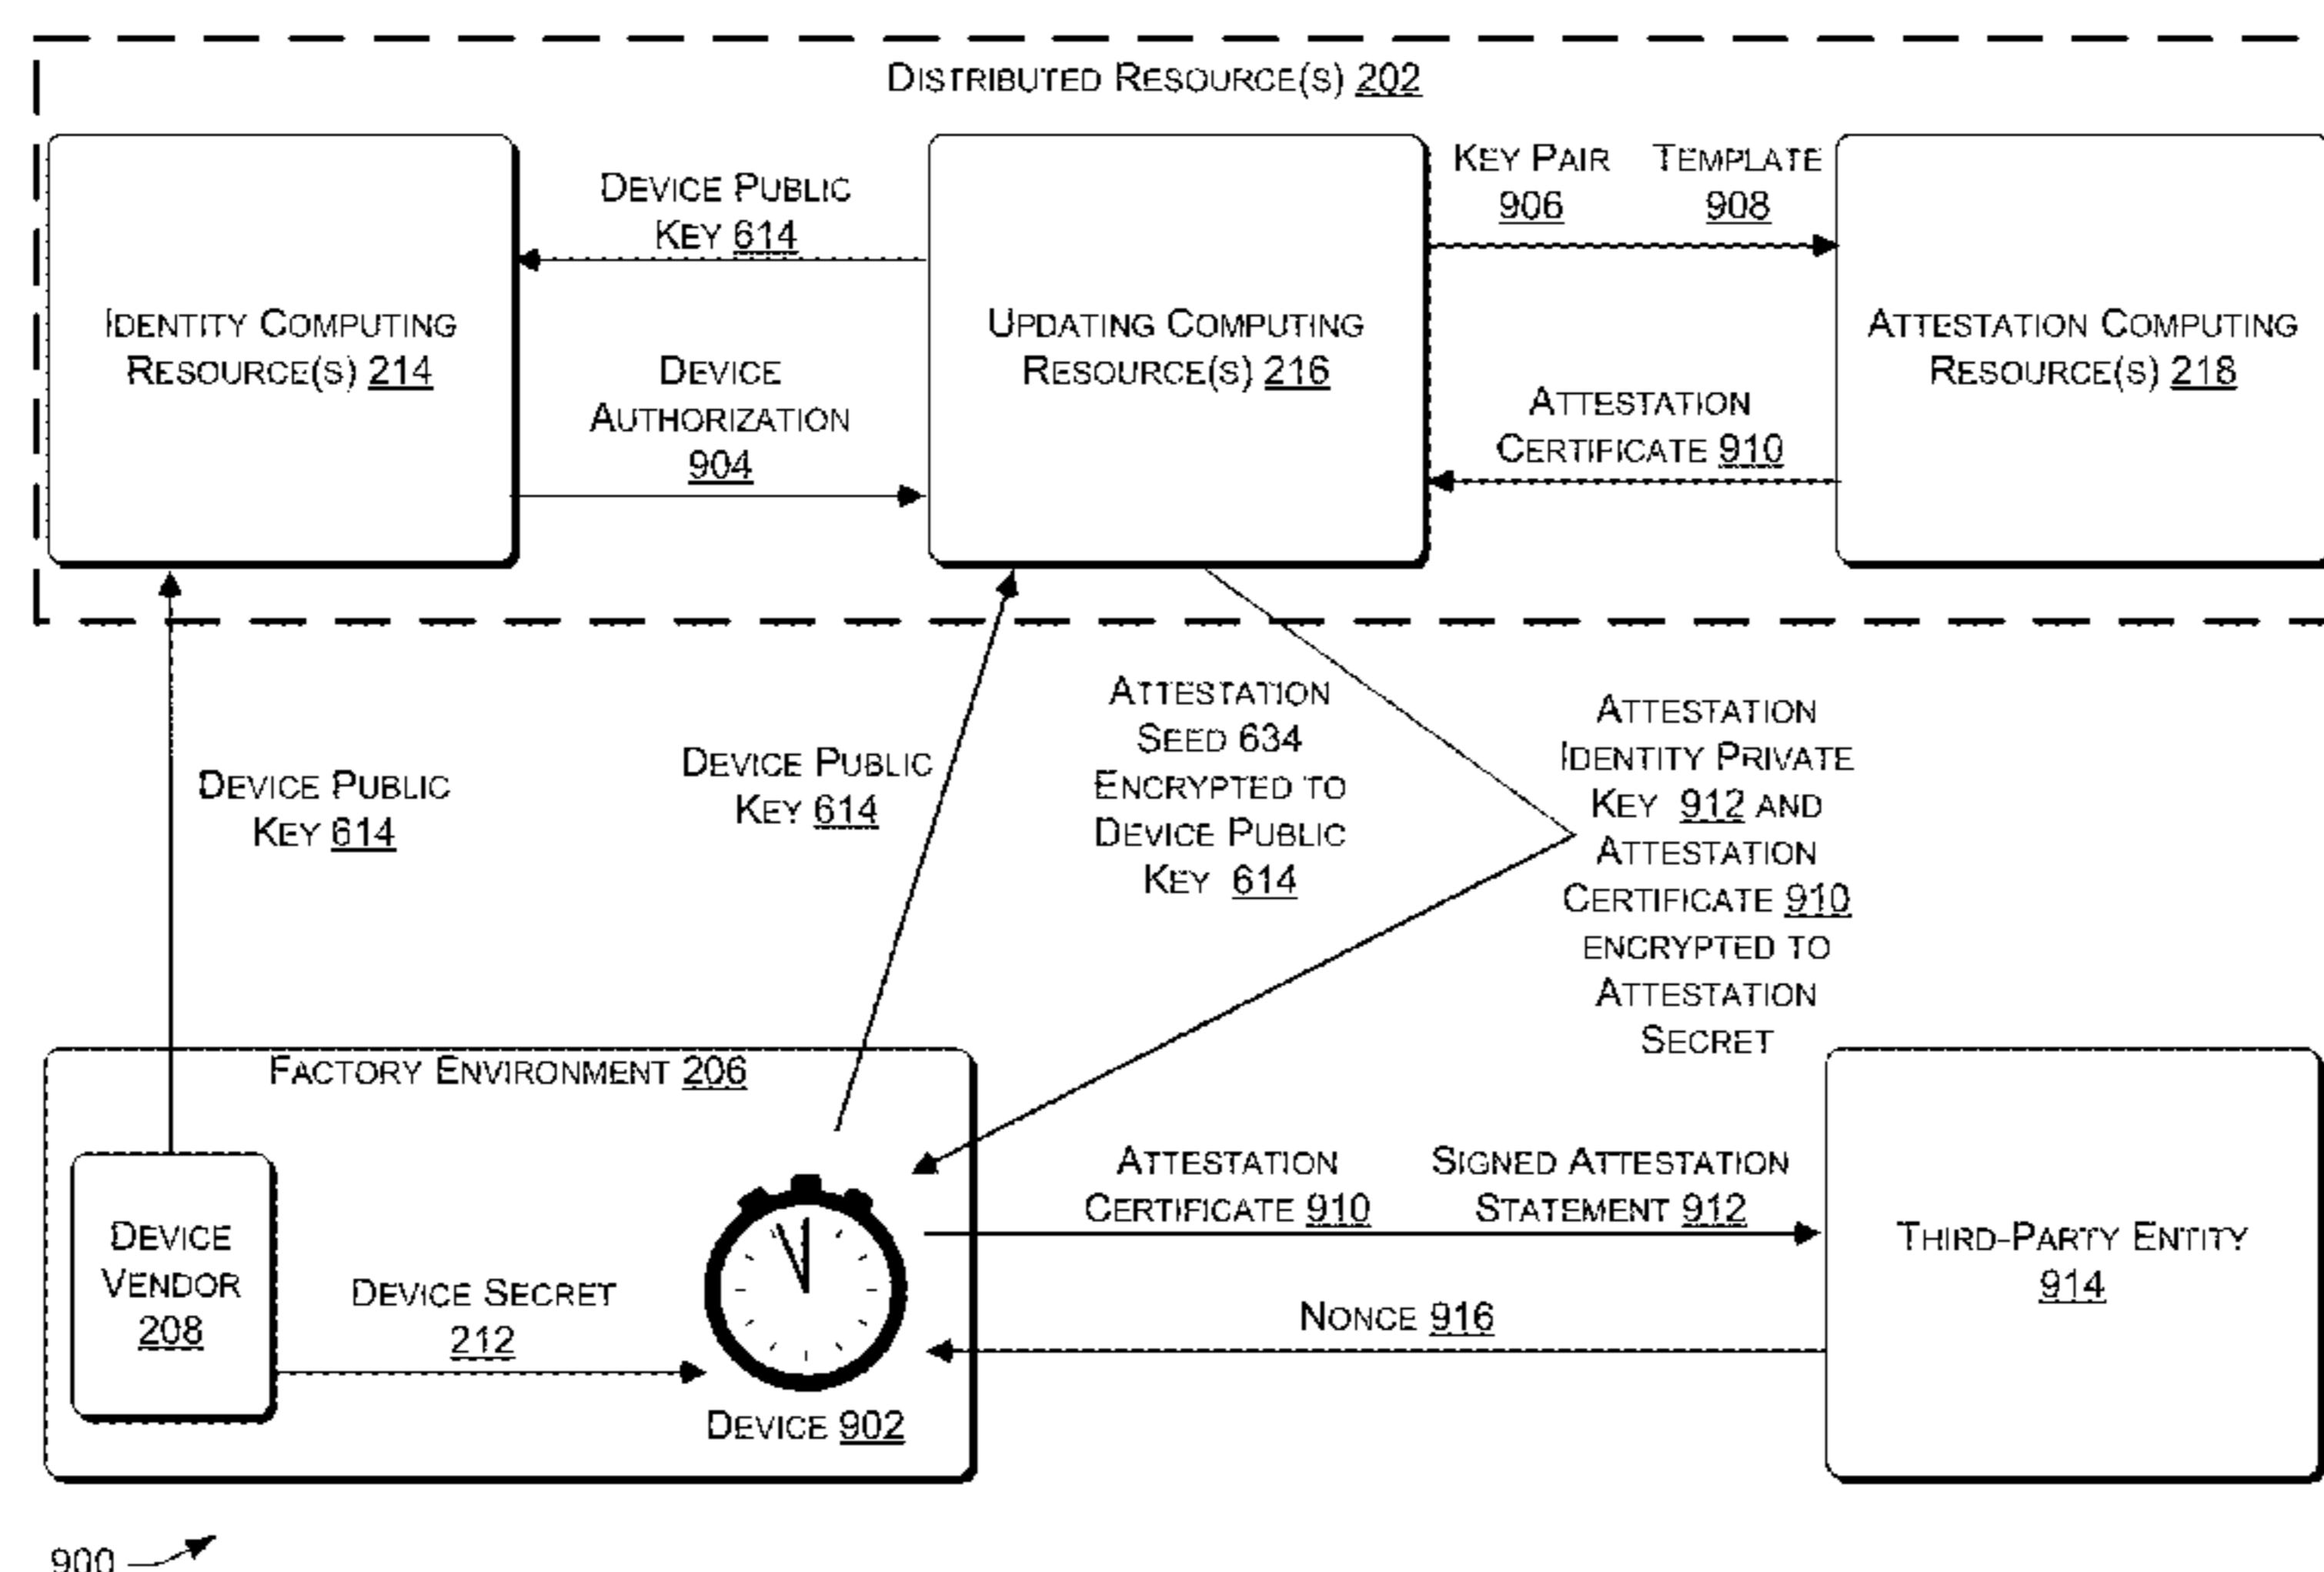 DISTRIBUTED RESOURCE(S) 202
DEVICE PUBLIC
KEY 614
KEY PAIR
906
TEMPLATE
908
IDENTITY COMPUTING
RESOURCE(S) 214
DEVICE
AUTHORIZATION
904
UPDATING COMPUTING
RESOURCE(S) 216
ATTESTATION
CERTIFICATE 910
ATTESTATION COMPUTING
RESOURCE(S) 218
DEVICE PUBLIC
KEY 614
DEVICE PUBLIC
KEY 614
ATTESTATION
SEED 634
ENCRYPTED TO
DEVICE PUBLIC
KEY 614
ATTESTATION
IDENTITY PRIVATE
KEY 912 AND
ATTESTATION
CERTIFICATE 910
ENCRYPTED TO
ATTESTATION
SECRET
FACTORY ENVIRONMENT 206
DEVICE
VENDOR
208
DEVICE SECRET
212
DEVICE 902
ATTESTATION
CERTIFICATE 910
SIGNED ATTESTATION
STATEMENT 912
NONCE 916
THIRD-PARTY ENTITY
914
900